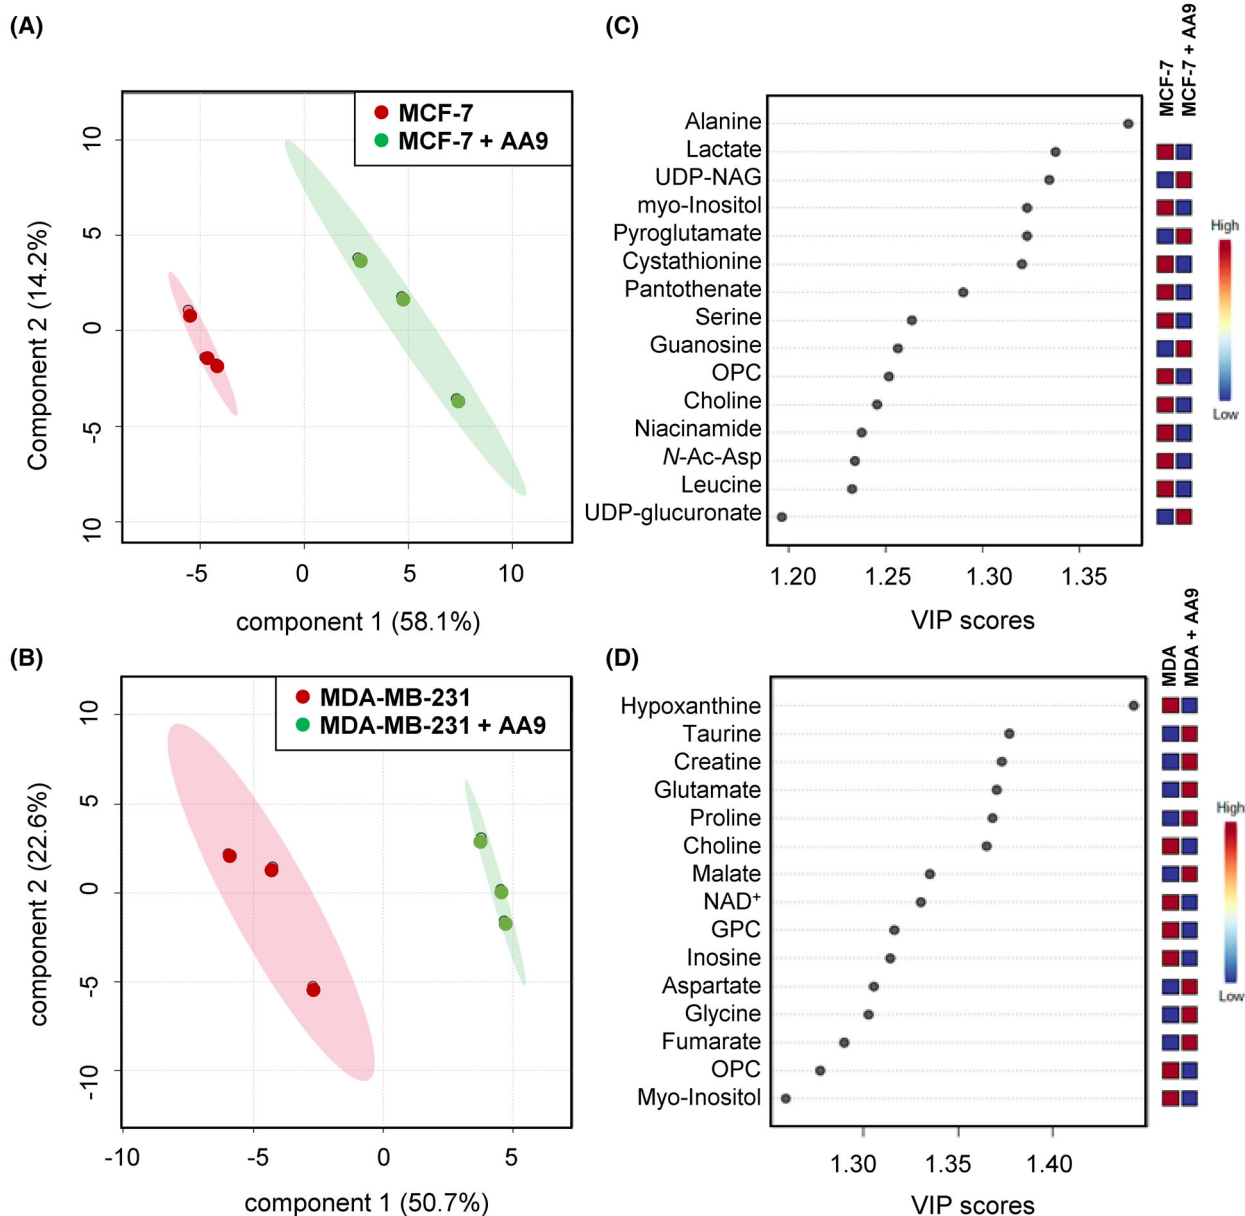 (A)
MCF-7
MCF-7 + AA9
10
5
0
-5
10
Component 2 (14.2%)
-5
0
5
10
component 1 (58.1%)
(C)
MCF-7
MCF-7 + AA9
Alanine
Lactate
UDP-NAG
myo-Inositol
Pyroglutamate
Cystathionine
Pantothenate
Serine
Guanosine
OPC
Choline
Niacinamide
N-Ac-Asp
Leucine
UDP-glucuronate
1.20
1.25
1.30
1.35
VIP scores
High
Low
(B)
MDA-MB-231
MDA-MB-231 + AA9
10
5
0
-5
-10
component 2 (22.6%)
-10
-5
0
5
component 1 (50.7%)
(D)
MDA
MDA + AA9
Hypoxanthine
Taurine
Creatine
Glutamate
Proline
Choline
Malate
NAD⁺
GPC
Inosine
Aspartate
Glycine
Fumarate
OPC
Myo-Inositol
1.30
1.35
1.40
VIP scores
High
Low